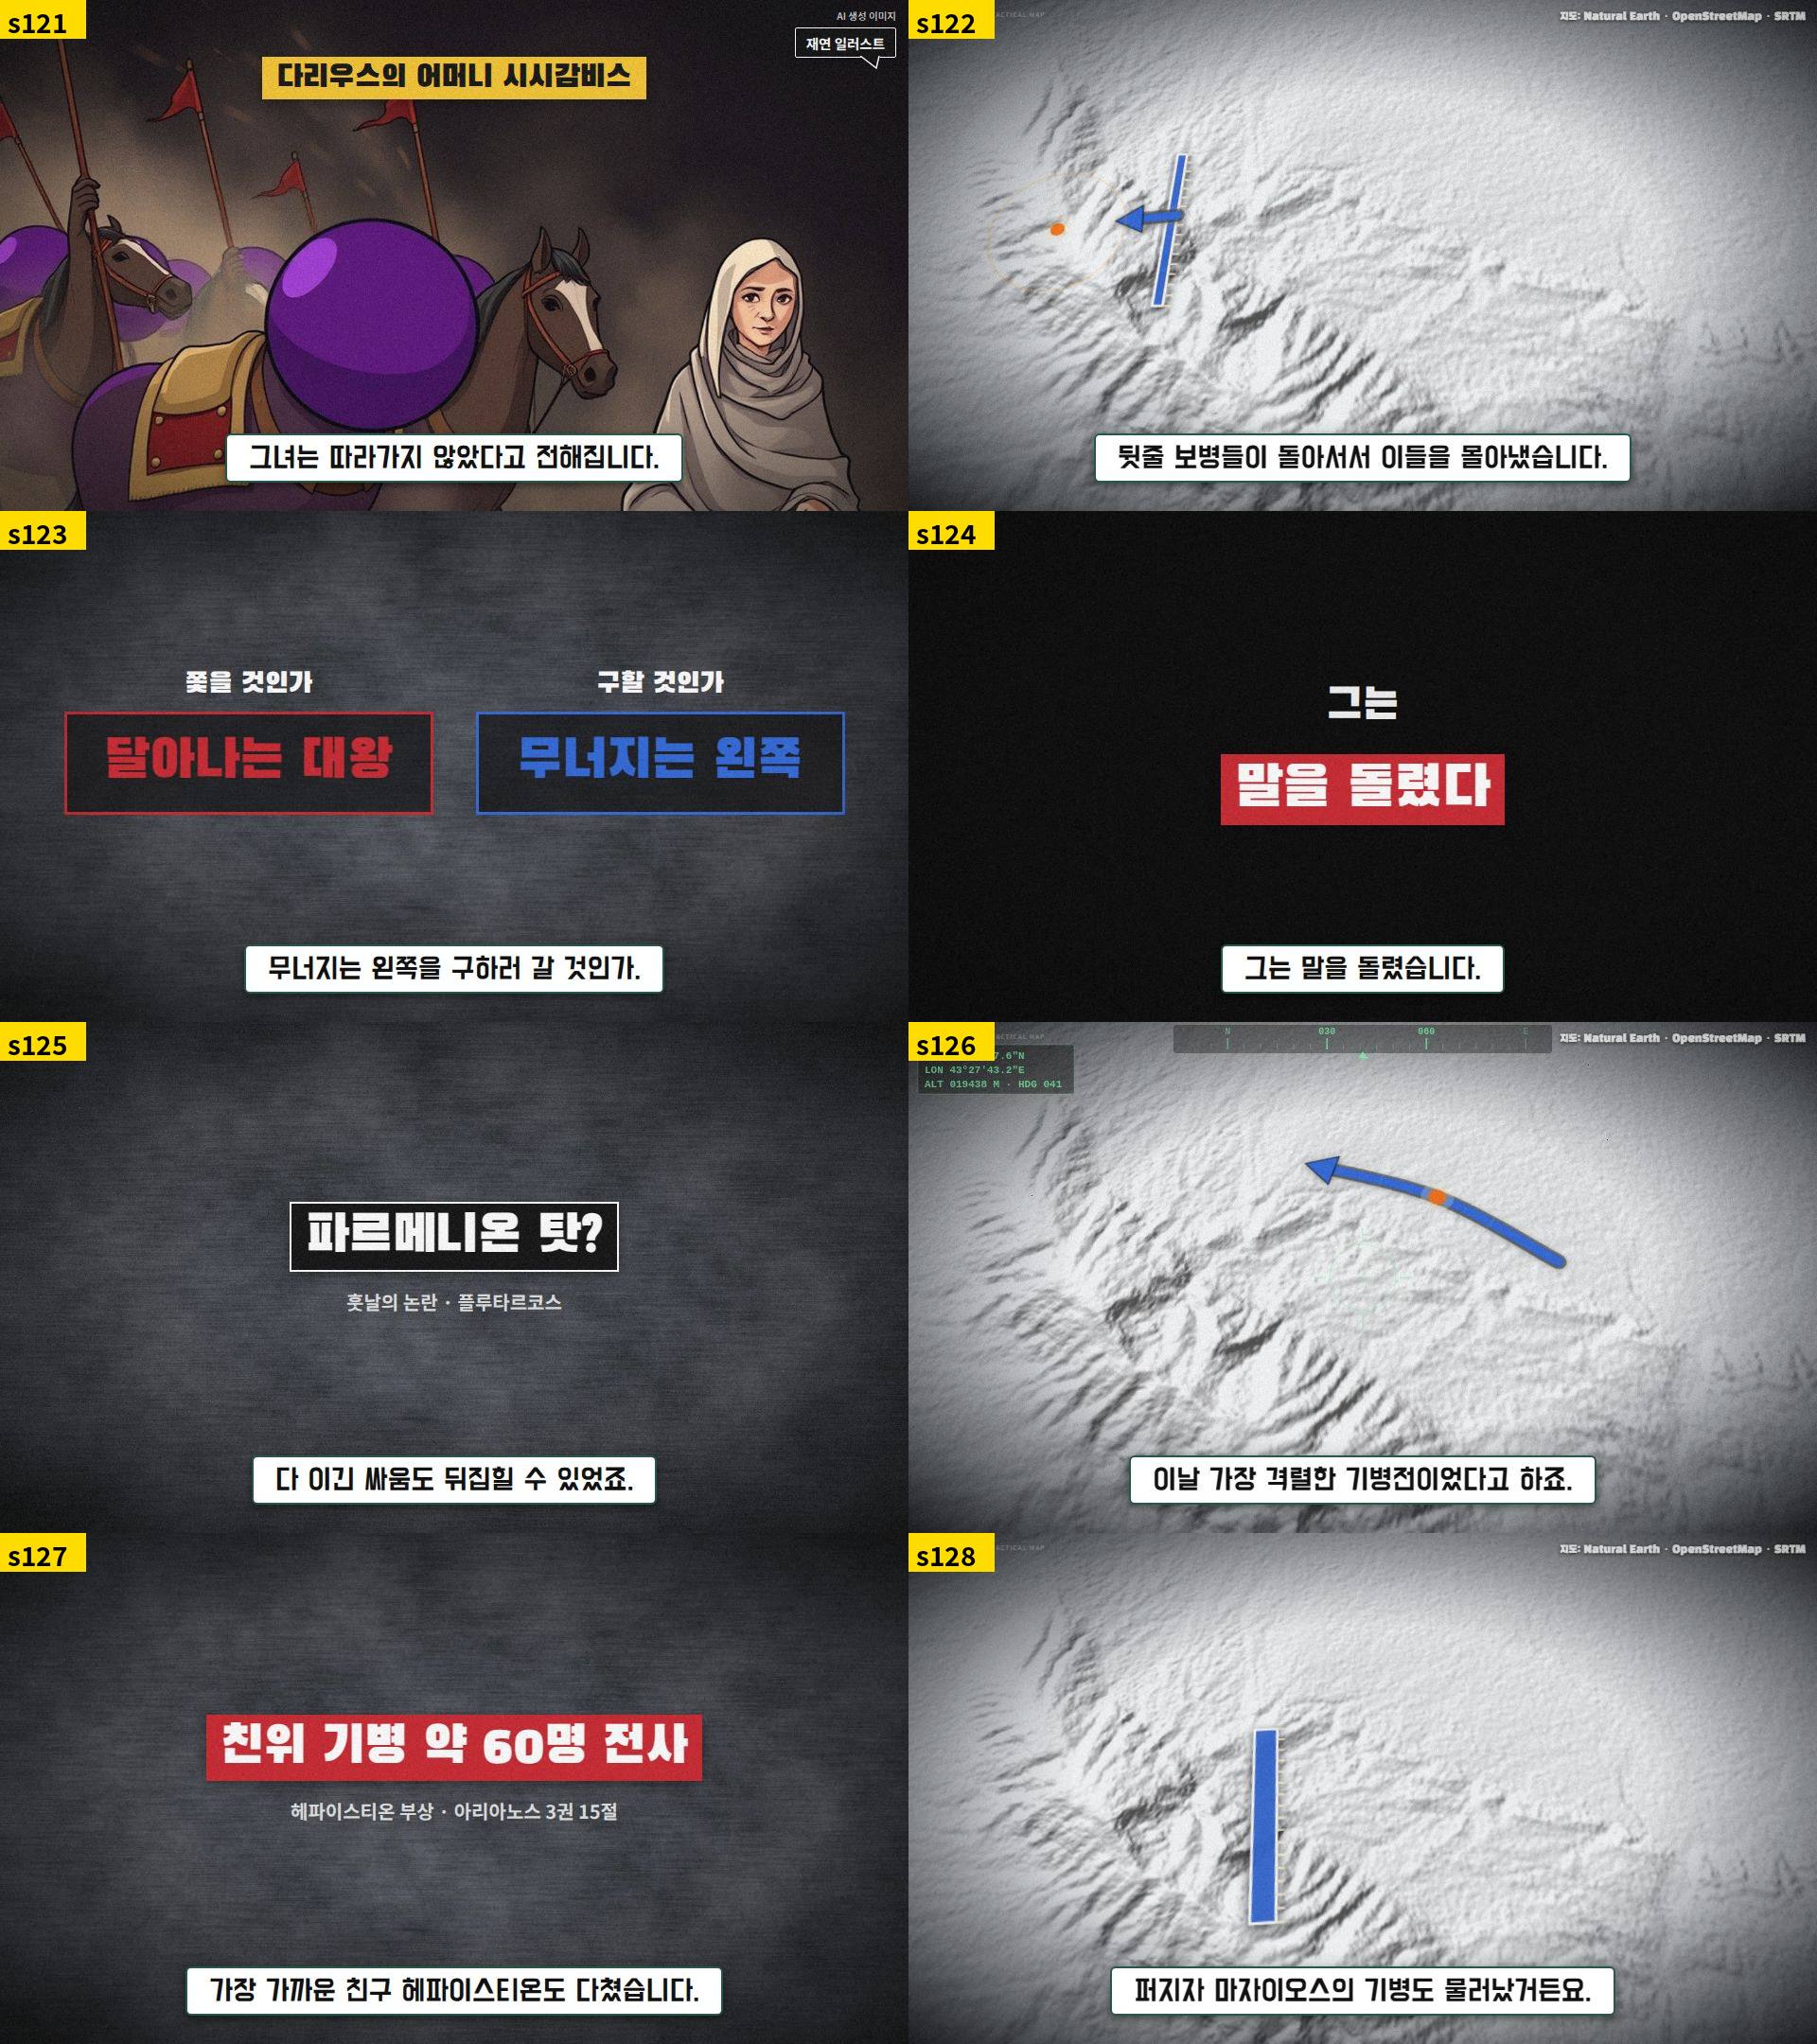 s121
AI 생성 이미지
재연 일러스트
다리우스의 어머니 시시감비스
그녀는 따라가지 않았다고 전해집니다.
s122
TACTICAL MAP
지도: Natural Earth · OpenStreetMap · SRTM
뒷줄 보병들이 돌아서서 이들을 몰아냈습니다.
s123
쫓을 것인가
구할 것인가
달아나는 대왕
무너지는 왼쪽
무너지는 왼쪽을 구하러 갈 것인가.
s124
그는
말을 돌렸다
그는 말을 돌렸습니다.
s125
파르메니온 탓?
훗날의 논란 · 플루타르코스
다 이긴 싸움도 뒤집힐 수 있었죠.
s126
TACTICAL MAP
N 030 060 E
지도: Natural Earth · OpenStreetMap · SRTM
7.6"N
LON 43°27'43.2"E
ALT 019438 M · HDG 041
이날 가장 격렬한 기병전이었다고 하죠.
s127
친위 기병 약 60명 전사
헤파이스티온 부상 · 아리아노스 3권 15절
가장 가까운 친구 헤파이스티온도 다쳤습니다.
s128
TACTICAL MAP
지도: Natural Earth · OpenStreetMap · SRTM
퍼지자 마자이오스의 기병도 물러났거든요.